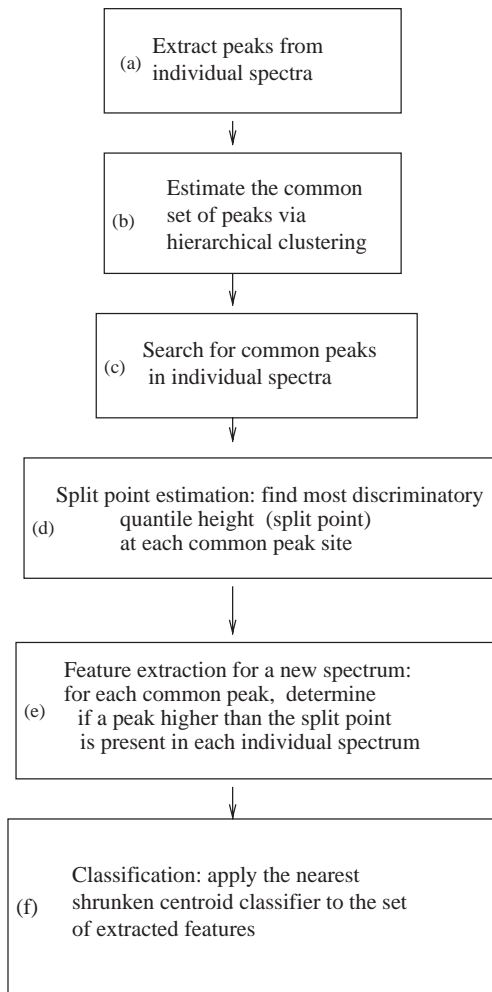 (a) Extract peaks from
individual spectra
Estimate the common
set of peaks via
(b) hierarchical clustering
Search for common peaks
(c) in individual spectra
Split point estimation: find most discriminatory
quantile height (split point)
(d) at each common peak site
Feature extraction for a new spectrum:
for each common peak, determine
(e) if a peak higher than the split point
is present in each individual spectrum
Classification: apply the nearest
(f) shrunken centroid classifier to the set
of extracted features